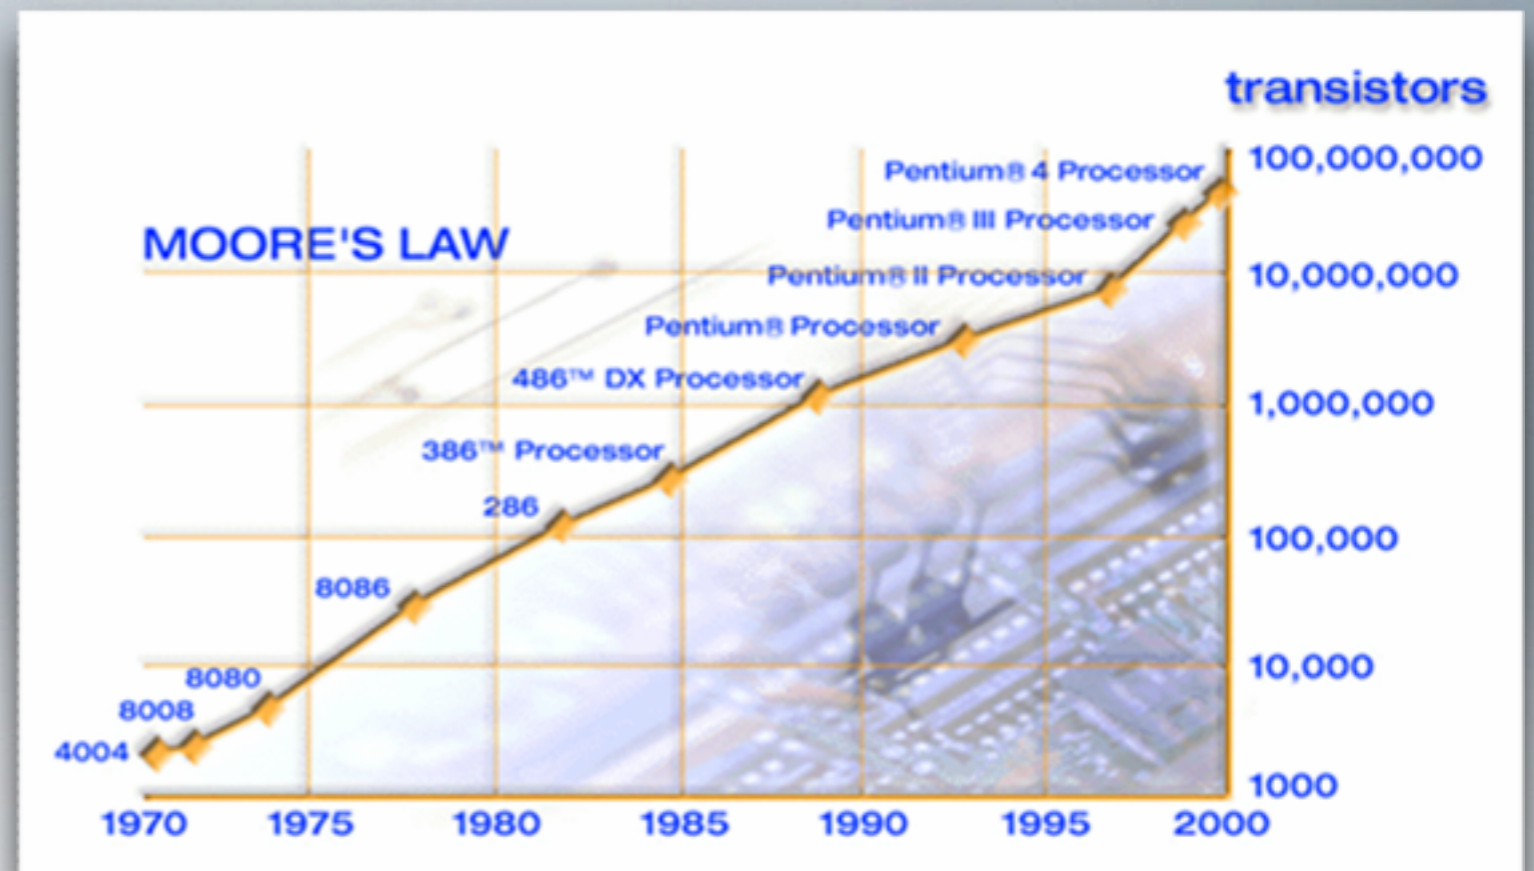 transistors
100,000,000
Pentium® 4 Processor
Pentium® III Processor
MOORE'S LAW
Pentium® II Processor
10,000,000
Pentium® Processor
486™ DX Processor
1,000,000
386™ Processor
286
100,000
8086
10,000
8080
8008
4004
1000
1970 1975 1980 1985 1990 1995 2000